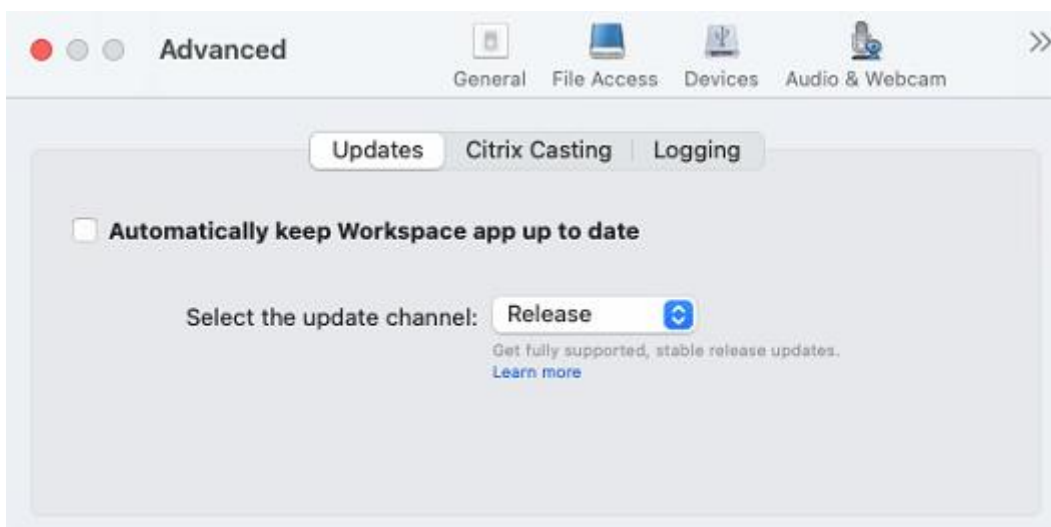 Advanced
General File Access Devices Audio & Webcam
Updates Citrix Casting Logging
Automatically keep Workspace app up to date
Select the update channel: Release
Get fully supported, stable release updates.
Learn more